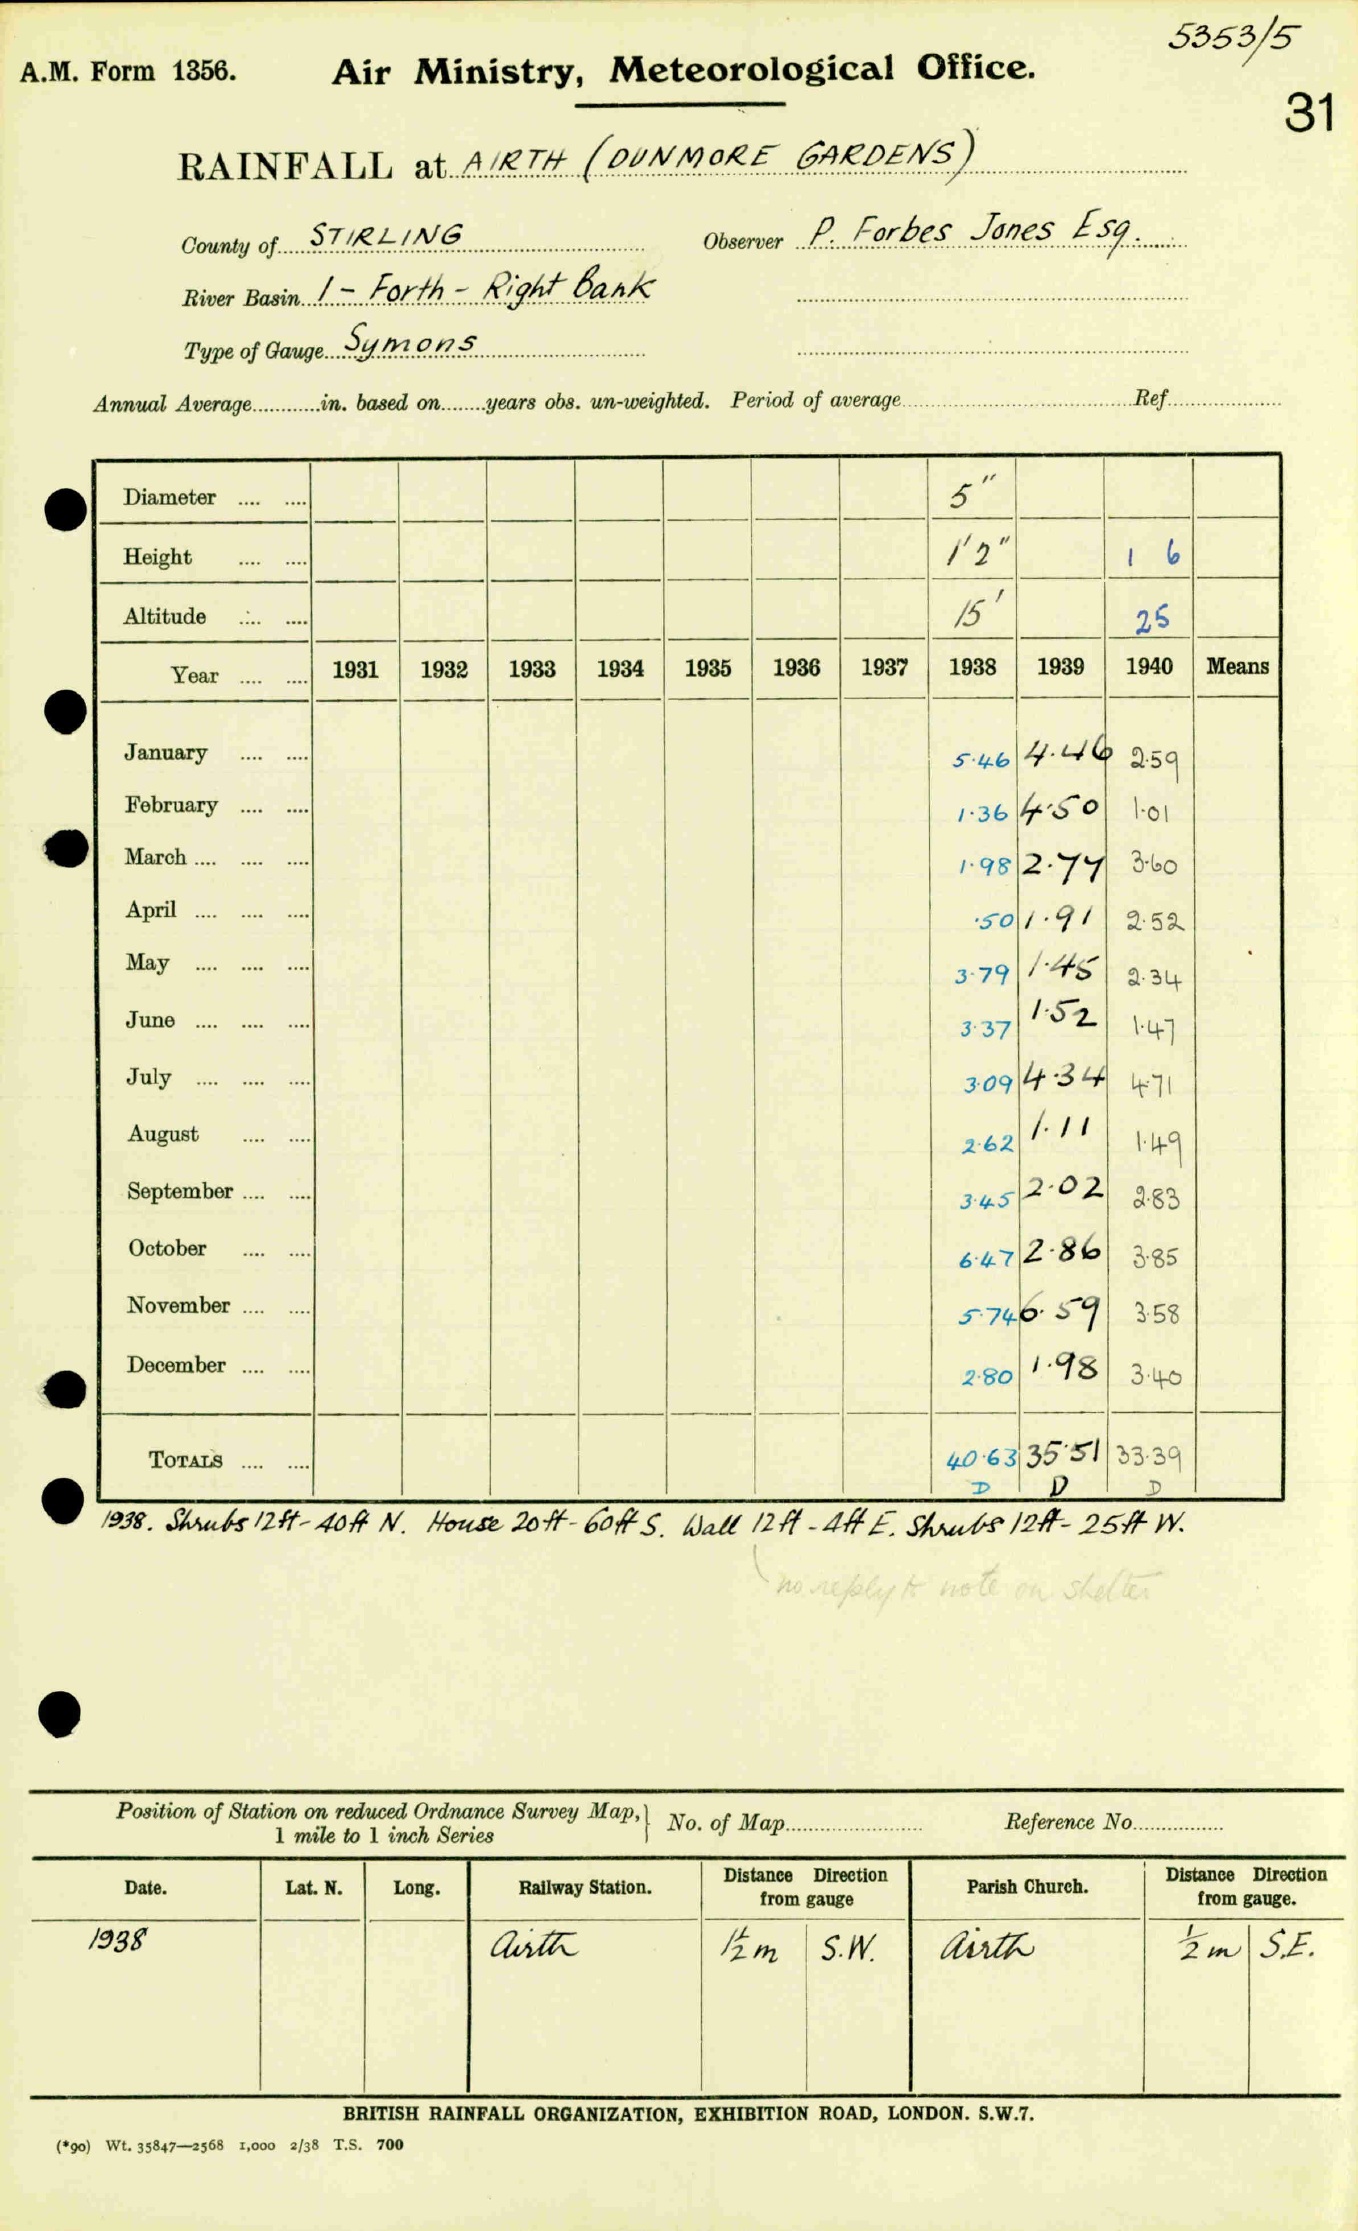 5353/5
A.M. Form 1356. Air Ministry, Meteorological Office.
31
RAINFALL at AIRTH (DUNMORE GARDENS)
County of STIRLING Observer P. Forbes Jones Esq.
River Basin 1 - Forth - Right Bank
Type of Gauge Symons
Annual Average in. based on years obs. un-weighted. Period of average Ref
Diameter 5"
Height 1'2" 1 6
Altitude 15' 25
Year 1931 1932 1933 1934 1935 1936 1937 1938 1939 1940 Means
January 5.46 4.46 2.59
February 1.36 4.50 1.01
March 1.98 2.77 3.60
April .50 1.91 2.52
May 3.79 1.45 2.34
June 3.37 1.52 1.47
July 3.09 4.34 4.71
August 2.62 1.11 1.49
September 3.45 2.02 2.83
October 6.47 2.86 3.85
November 5.74 6.59 3.58
December 2.80 1.98 3.40
TOTALS 40.63 35.51 33.39
D D D
1938. Shrubs 12ft - 40ft N. House 20ft - 60ft S. Wall 12ft - 4ft E. Shrubs 12ft - 25ft W.
no reply to note on shelter
Position of Station on reduced Ordnance Survey Map, No. of Map Reference No
1 mile to 1 inch Series
Date. Lat. N. Long. Railway Station. Distance Direction from gauge Parish Church. Distance Direction from gauge.
1938 Airth 1½ m S.W. Airth ½ m S.E.
BRITISH RAINFALL ORGANIZATION, EXHIBITION ROAD, LONDON. S.W.7.
(*90) Wt. 35847—2568 1,000 2/38 T.S. 700